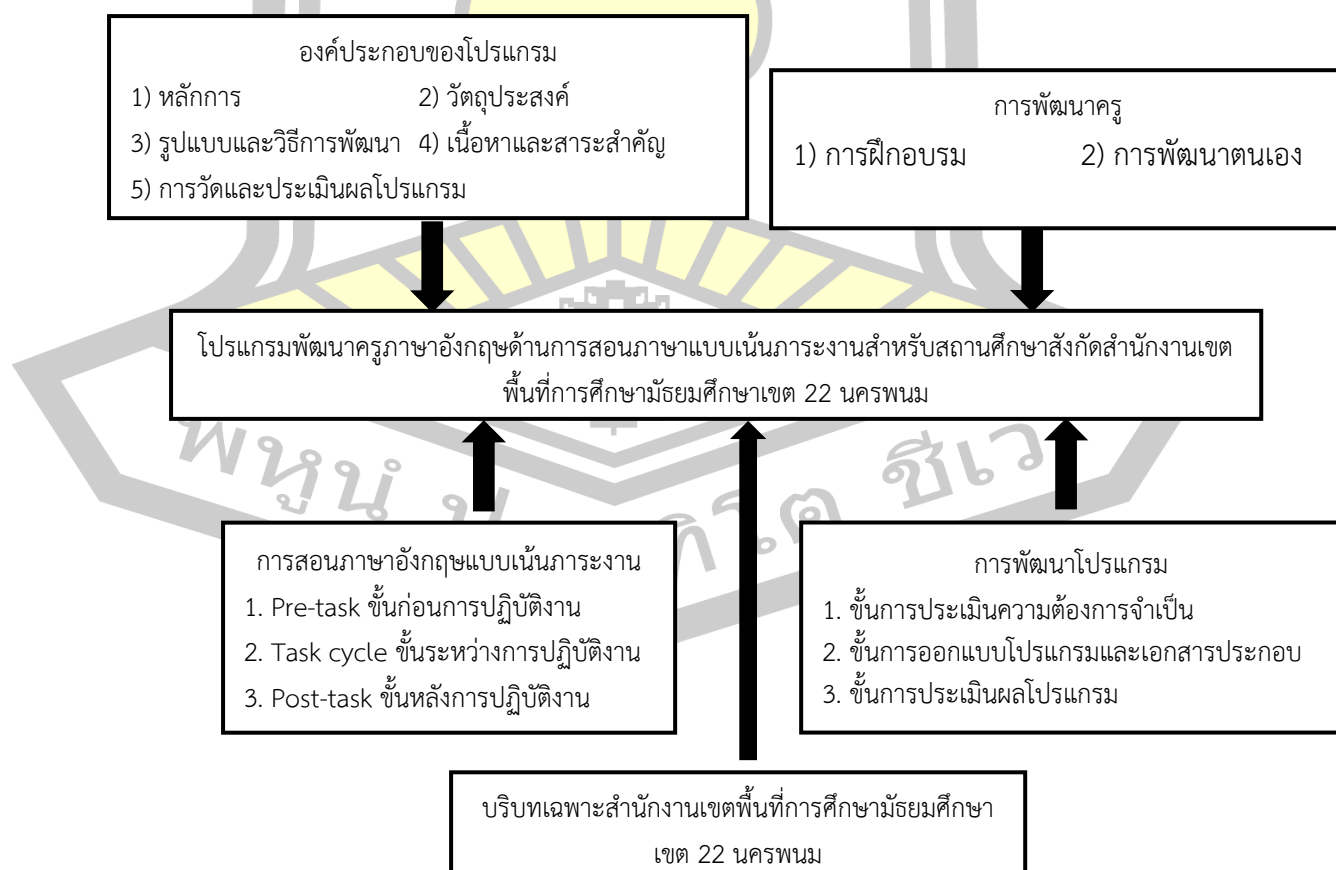 องค์ประกอบของโปรแกรม
1) หลักการ 2) วัตถุประสงค์
3) รูปแบบและวิธีการพัฒนา 4) เนื้อหาและสาระสำคัญ
5) การวัดและประเมินผลโปรแกรม
การพัฒนาครู
1) การฝึกอบรม 2) การพัฒนาตนเอง
โปรแกรมพัฒนาครูภาษาอังกฤษด้านการสอนภาษาแบบเน้นภาระงานสำหรับสถานศึกษาสังกัดสำนักงานเขต
พื้นที่การศึกษามัธยมศึกษาเขต 22 นครพนม
พหูนํ ชีเว
การสอนภาษาอังกฤษแบบเน้นภาระงาน
1. Pre-task ขั้นก่อนการปฏิบัติงาน
2. Task cycle ขั้นระหว่างการปฏิบัติงาน
3. Post-task ขั้นหลังการปฏิบัติงาน
การพัฒนาโปรแกรม
1. ขั้นการประเมินความต้องการจำเป็น
2. ขั้นการออกแบบโปรแกรมและเอกสารประกอบ
3. ขั้นการประเมินผลโปรแกรม
บริบทเฉพาะสำนักงานเขตพื้นที่การศึกษามัธยมศึกษา
เขต 22 นครพนม